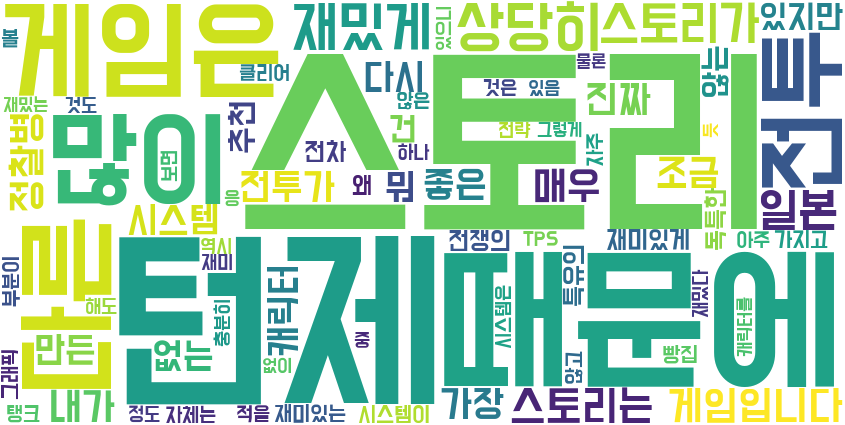 게임은
재밌게
있으니
상당히
스토리가
있지만
볼
클리어
다시
물론
않는
전투
재밌는
것도
않은
것은
있음
진짜
스토리
정찰병
많이
보면
추천
전차
건
하나
전략
그렇게
자주
듯
조금
전투가
왜
뭐
좋은
매우
일본
독특한
시스템
응
한글
턴제
때문에
역시
재미
전쟁의
TPS
재미있게
아주
가지고
부분이
해도
충분히
캐릭터
특유의
재밌다
만든
없는
없이
중
시스템은
않고
빵집
캐릭터를
그래픽
탱크
내가
정도
자체는
적을
재미있는
시스템이
가장
스토리는
게임입니다